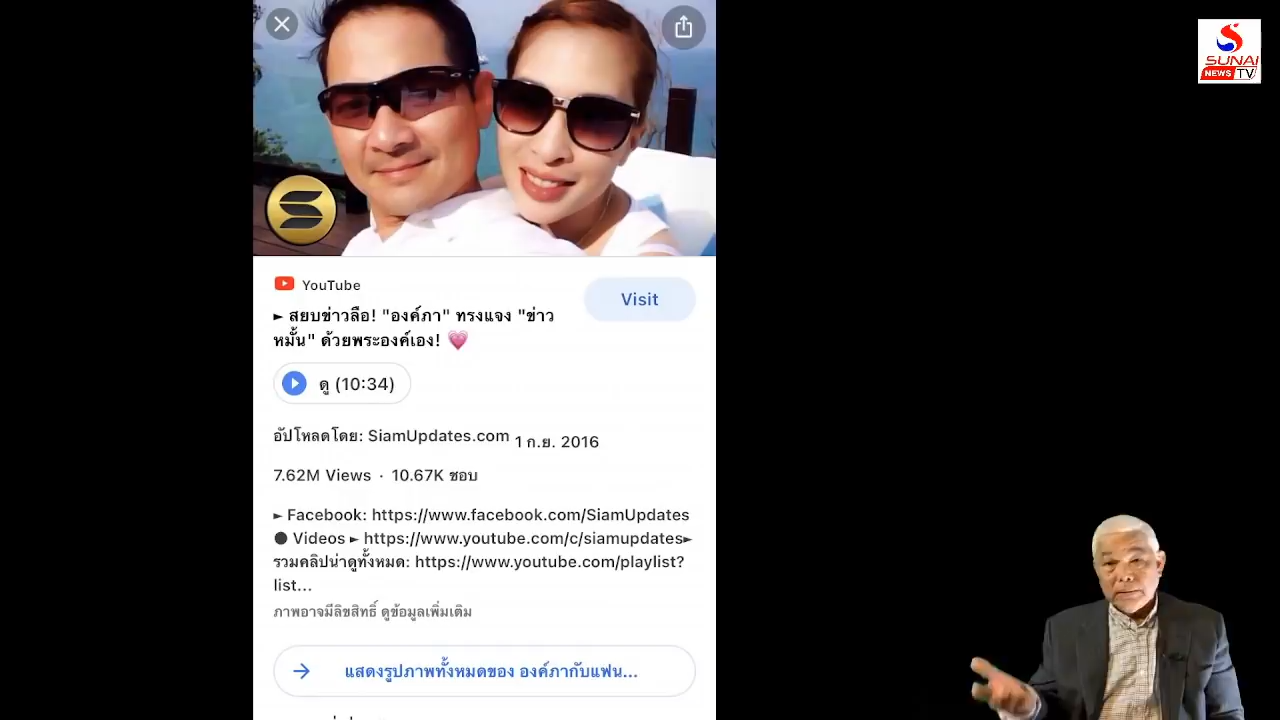 SUNAI
NEWS TV
YouTube
Visit
► สยบข่าวลือ! "องค์ภา" ทรงแจง "ข่าว
หมั้น" ด้วยพระองค์เอง! 💗
ดู (10:34)
อัปโหลดโดย: SiamUpdates.com 1 ก.ย. 2016
7.62M Views · 10.67K ชอบ
► Facebook: https://www.facebook.com/SiamUpdates
● Videos ► https://www.youtube.com/c/siamupdates►
รวมคลิปน่าดูทั้งหมด: https://www.youtube.com/playlist?
list...
ภาพอาจมีลิขสิทธิ์ ดูข้อมูลเพิ่มเติม
แสดงรูปภาพทั้งหมดของ องค์ภากับแฟน...